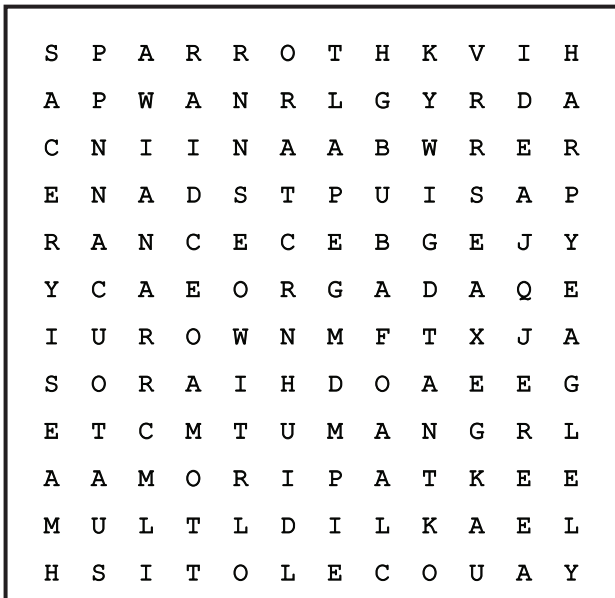 S P A R R O T H K V I H
A P W A N R L G Y R D A
C N I I N A A B W R E R
E N A D S T P U I S A P
R A N C E C E B G E J Y
Y C A E O R G A D A Q E
I U R O W N M F T X J A
S O R A I H D O A E E G
E T C M T U M A N G R L
A A M O R I P A T K E E
M U L T L D I L K A E L
H S I T O L E C O U A Y